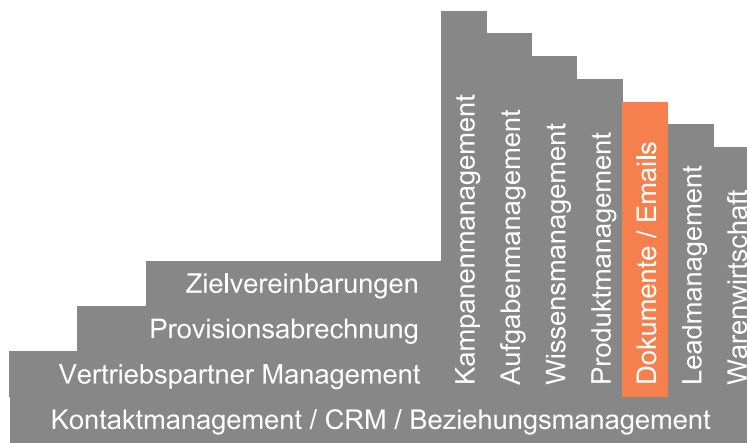 Zielvereinbarungen
Provisionsabrechnung
Vertriebspartner Management
Kampanenmanagement
Aufgabenmanagement
Wissensmanagement
Produktmanagement
Dokumente / Emails
Leadmanagement
Warenwirtschaft
Kontaktmanagement / CRM / Beziehungsmanagement